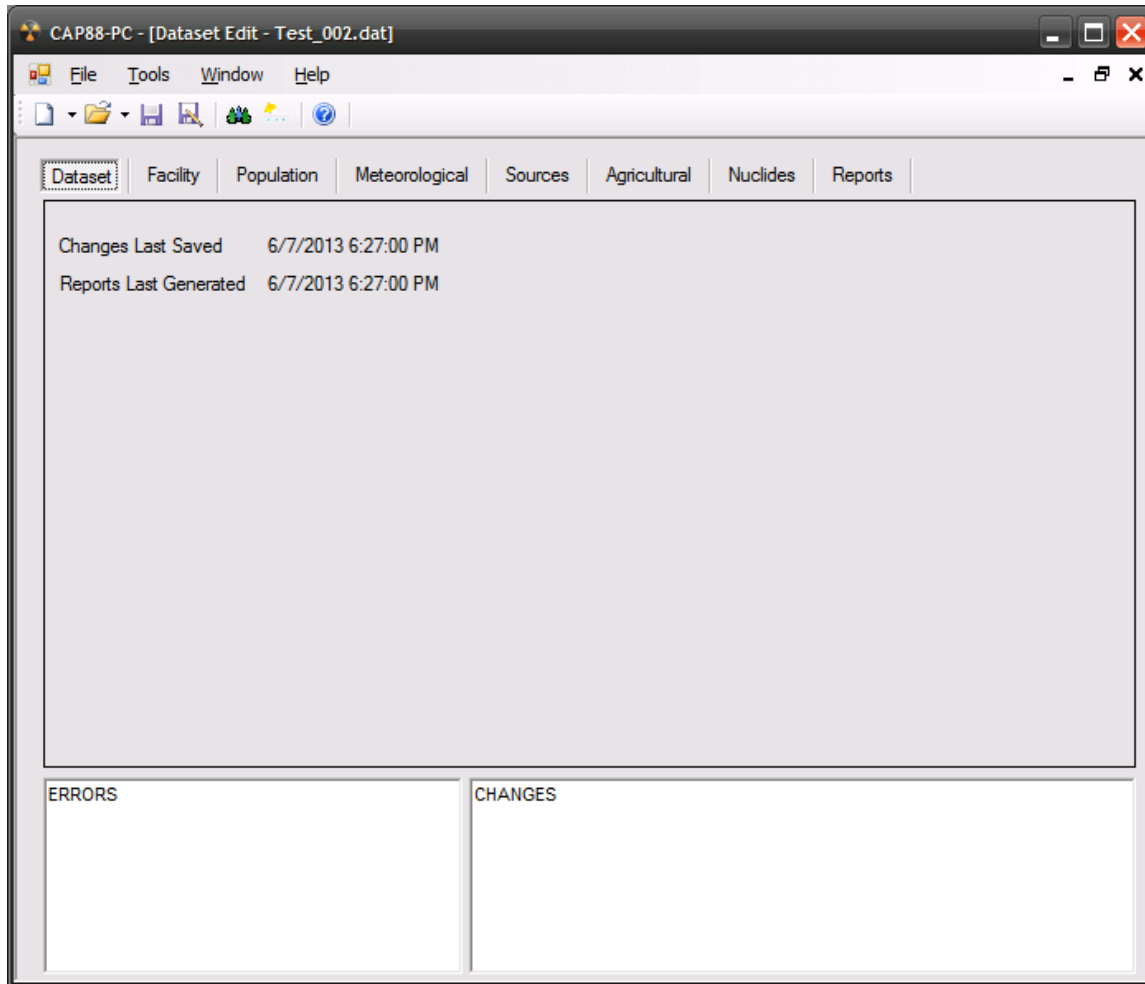 CAP88-PC - [Dataset Edit - Test_002.dat]
File Tools Window Help
Dataset Facility Population Meteorological Sources Agricultural Nuclides Reports
Changes Last Saved 6/7/2013 6:27:00 PM
Reports Last Generated 6/7/2013 6:27:00 PM
ERRORS CHANGES